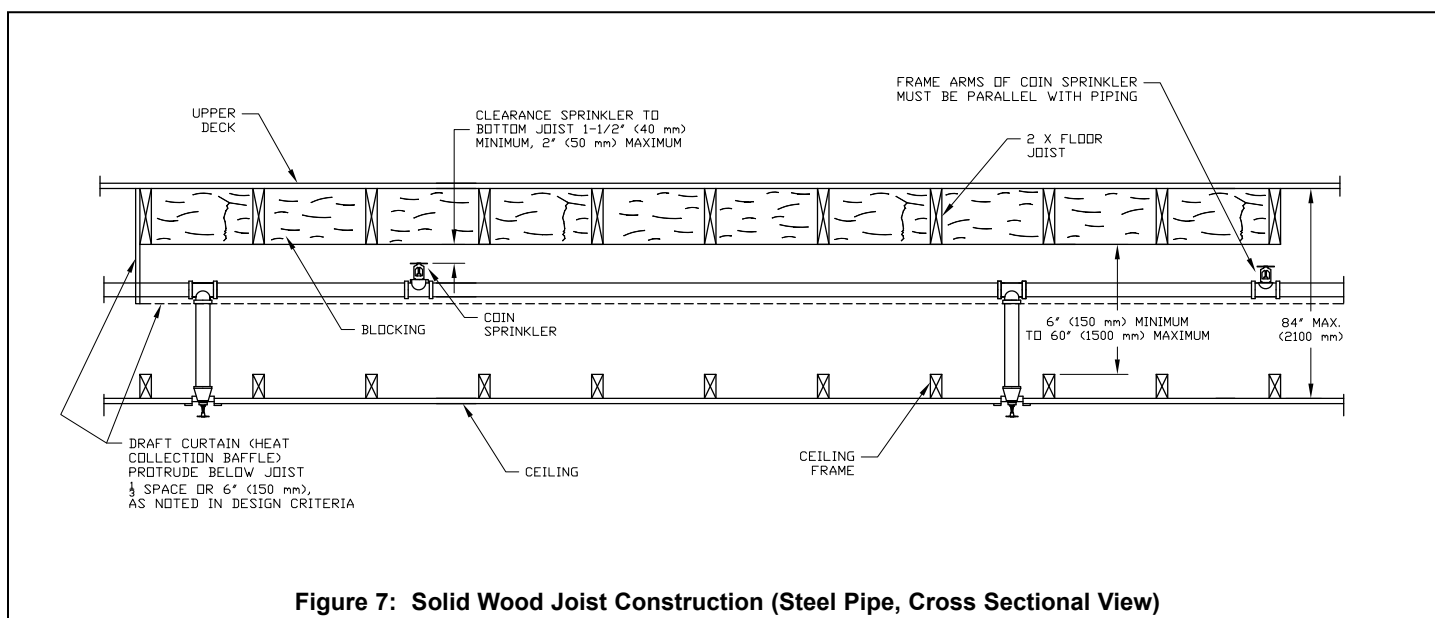 UPPER
DECK
CLEARANCE SPRINKLER TO
BOTTOM JOIST 1-1/2" (40 mm)
MINIMUM, 2" (50 mm) MAXIMUM
FRAME ARMS OF COIN SPRINKLER
MUST BE PARALLEL WITH PIPING
2 X FLOOR
JOIST
BLOCKING
COIN
SPRINKLER
6" (150 mm) MINIMUM
TO 60" (1500 mm) MAXIMUM
84" MAX.
(2100 mm)
DRAFT CURTAIN (HEAT
COLLECTION BAFFLE)
PROTRUDE BELOW JOIST
1/3 SPACE OR 6" (150 mm),
AS NOTED IN DESIGN CRITERIA
CEILING
CEILING
FRAME
Figure 7: Solid Wood Joist Construction (Steel Pipe, Cross Sectional View)